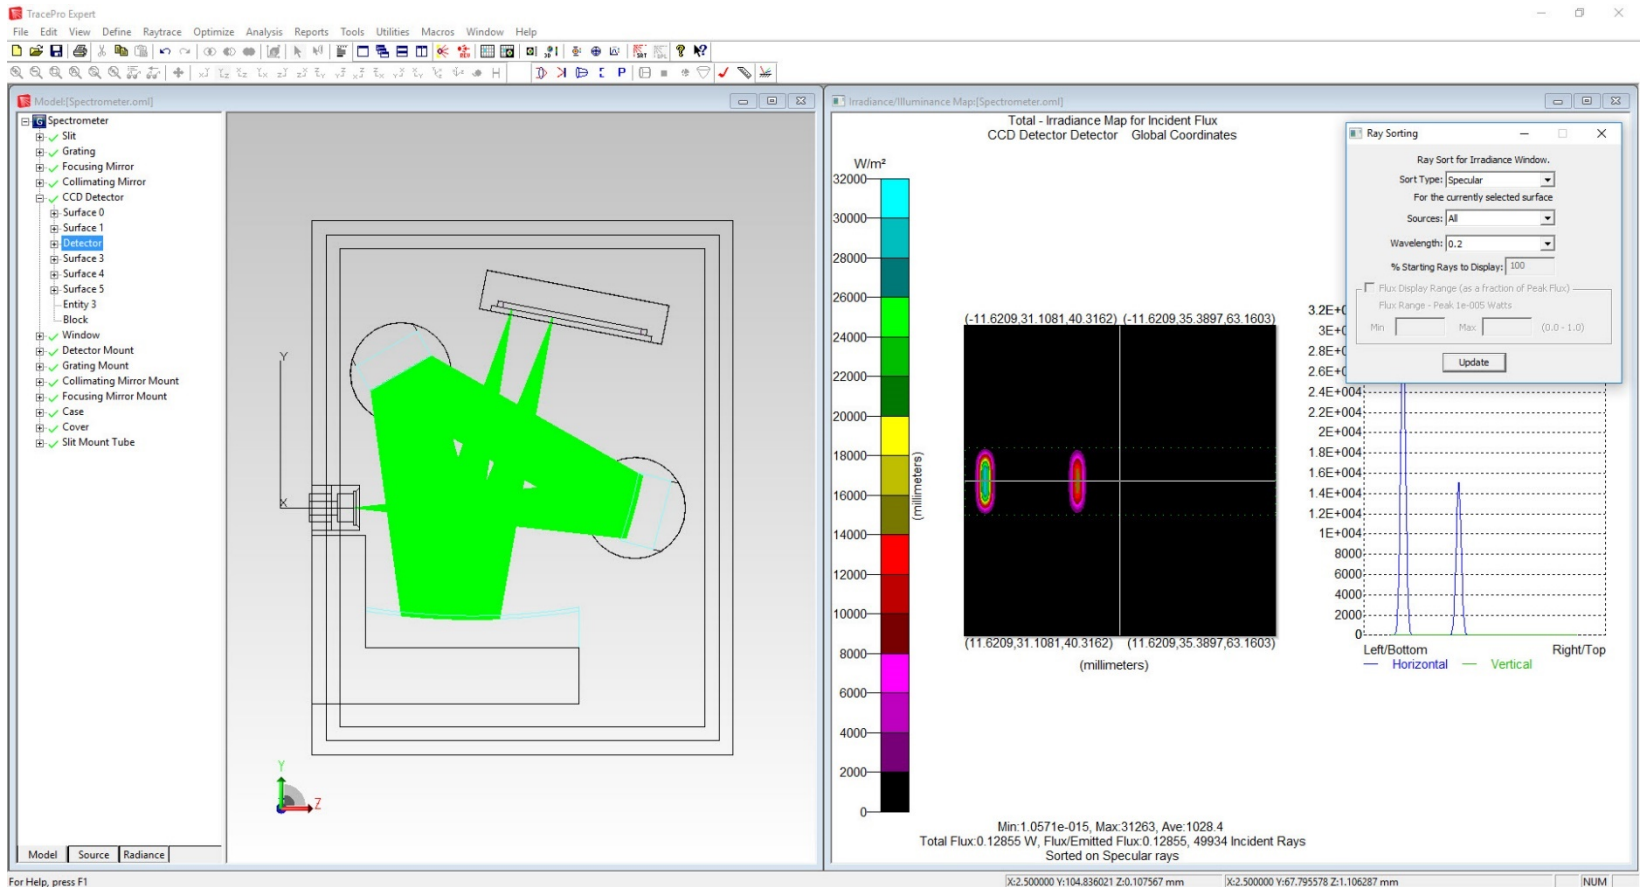 TracePro Expert
File Edit View Define Raytrace Optimize Analysis Reports Tools Utilities Macros Window Help
Model:[Spectrometer.oml]
Spectrometer
Slit
Grating
Focusing Mirror
Collimating Mirror
CCD Detector
Surface 0
Surface 1
Detector
Surface 3
Surface 4
Surface 5
Entity 3
Block
Window
Detector Mount
Grating Mount
Collimating Mirror Mount
Focusing Mirror Mount
Case
Cover
Slit Mount Tube
Y
X
Y
Z
Model Source Radiance
Irradiance/Illuminance Map:[Spectrometer.oml]
Total - Irradiance Map for Incident Flux
CCD Detector Detector Global Coordinates
W/m²
32000
30000
28000
26000
24000
22000
20000
18000
16000
14000
12000
10000
8000
6000
4000
2000
0
(millimeters)
(-11.6209,31.1081,40.3162) (-11.6209,35.3897,63.1603)
(11.6209,31.1081,40.3162) (11.6209,35.3897,63.1603)
(millimeters)
Ray Sorting
Ray Sort for Irradiance Window.
Sort Type: Specular
For the currently selected surface
Sources: All
Wavelength: 0.2
% Starting Rays to Display: 100
Flux Display Range (as a fraction of Peak Flux)
Flux Range - Peak 1e-005 Watts
Min Max (0.0 - 1.0)
Update
3.2E+0
3E+0
2.8E+0
2.6E+0
2.4E+004
2.2E+004
2E+004
1.8E+004
1.6E+004
1.4E+004
1.2E+004
1E+004
8000
6000
4000
2000
0
Left/Bottom Right/Top
Horizontal Vertical
Min:1.0571e-015, Max:31263, Ave:1028.4
Total Flux:0.12855 W, Flux/Emitted Flux:0.12855, 49934 Incident Rays
Sorted on Specular rays
For Help, press F1
X:2.500000 Y:104.836021 Z:0.107567 mm X:2.500000 Y:67.795578 Z:1.106287 mm NUM